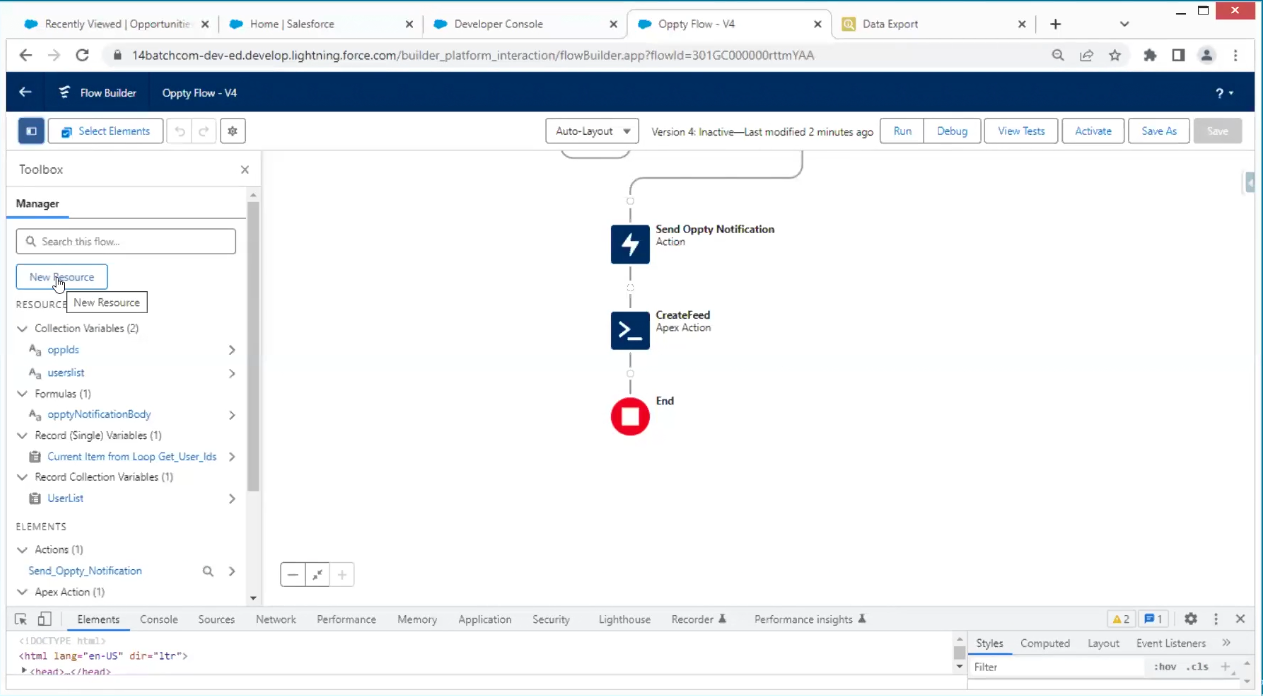 Recently Viewed | Opportunitie
Home | Salesforce
Developer Console
Oppty Flow - V4
Data Export
14batchcom-dev-ed.develop.lightning.force.com/builder_platform_interaction/flowBuilder.app?flowId=301GC000000rttmYAA
Flow Builder Oppty Flow - V4 ?
Select Elements Auto-Layout Version 4: Inactive—Last modified 2 minutes ago Run Debug View Tests Activate Save As Save
Toolbox
Manager
Search this flow...
New Resource
RESOURCE
New Resource
Collection Variables (2)
Aa oppIds
Aa userslist
Formulas (1)
Aa opptyNotificationBody
Record (Single) Variables (1)
Current Item from Loop Get_User_Ids
Record Collection Variables (1)
UserList
ELEMENTS
Actions (1)
Send_Oppty_Notification
Apex Action (1)
Send Oppty Notification
Action
CreateFeed
Apex Action
End
Elements Console Sources Network Performance Memory Application Security Lighthouse Recorder Performance insights 2 1
<!DOCTYPE html>
<html lang="en-US" dir="ltr">
<head>…</head>
Styles Computed Layout Event Listeners »
Filter :hov .cls +